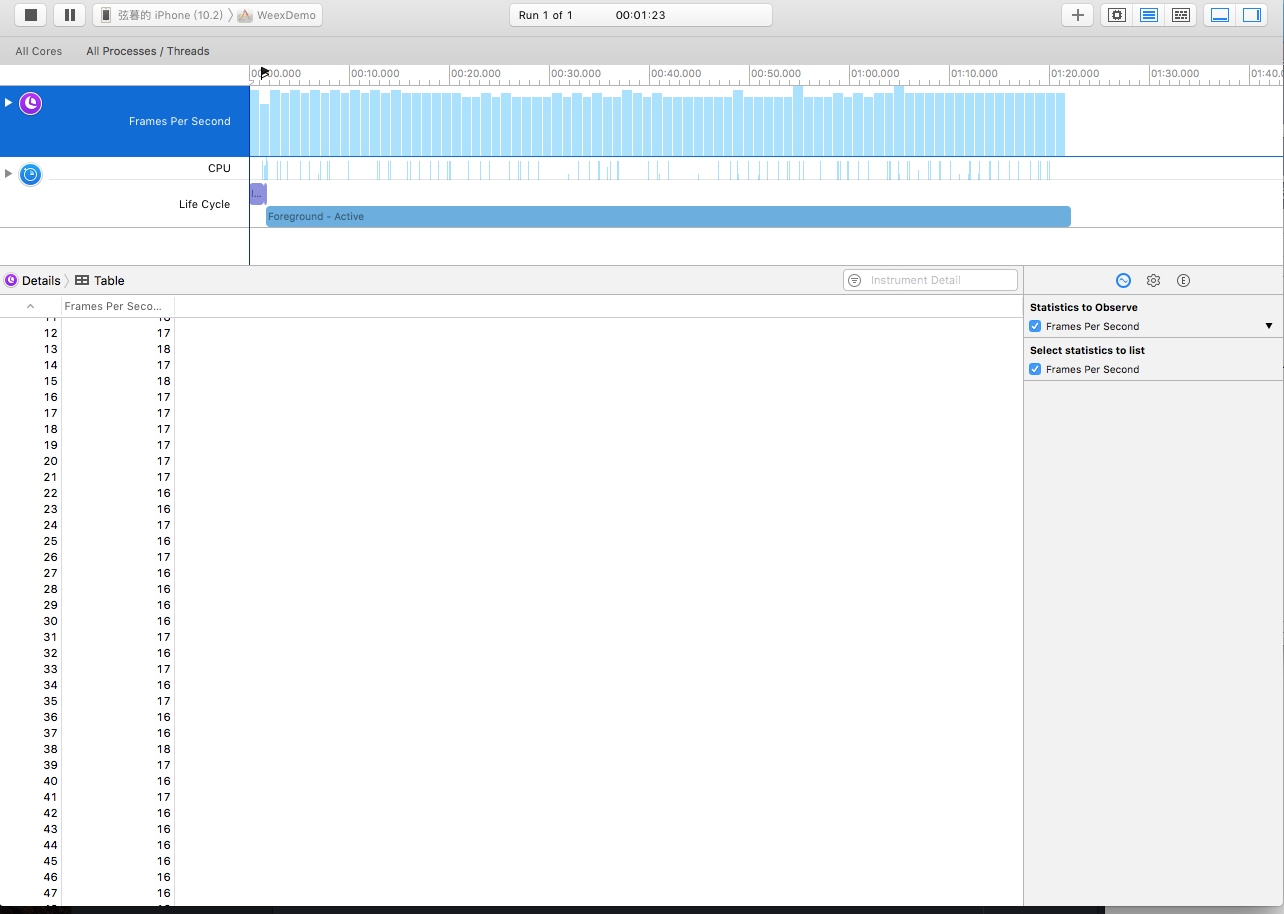 弦暮的 iPhone (10.2) 〉 WeexDemo
Run 1 of 1 00:01:23
All Cores All Processes / Threads
00:00.000 00:10.000 00:20.000 00:30.000 00:40.000 00:50.000 01:00.000 01:10.000 01:20.000 01:30.000 01:40.0
Frames Per Second
CPU
I...
Life Cycle
Foreground - Active
Details 〉 Table
Instrument Detail
E
Frames Per Seco...
12 17
13 18
14 17
15 18
16 17
17 17
18 17
19 17
20 17
21 17
22 16
23 16
24 17
25 16
26 17
27 16
28 16
29 16
30 16
31 17
32 16
33 17
34 16
35 17
36 16
37 16
38 18
39 17
40 16
41 17
42 16
43 16
44 16
45 16
46 16
47 16
Statistics to Observe
Frames Per Second
Select statistics to list
Frames Per Second